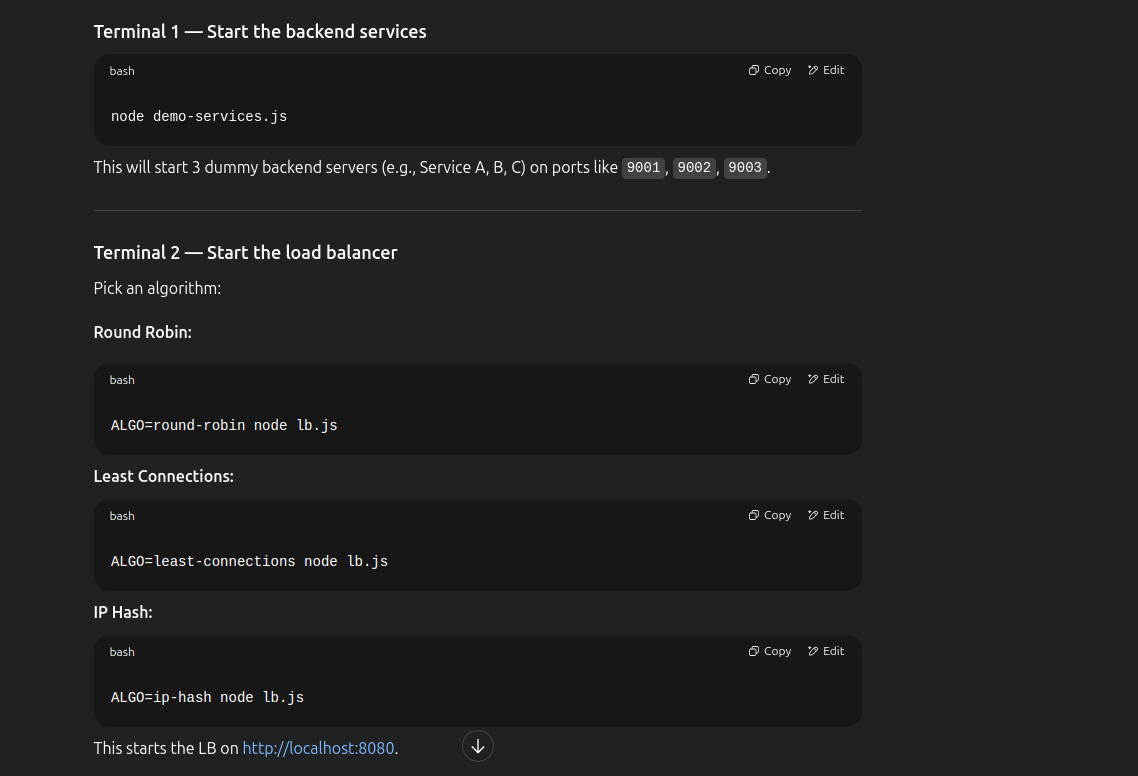 Terminal 1 — Start the backend services
bash
Copy
Edit
node demo-services.js
This will start 3 dummy backend servers (e.g., Service A, B, C) on ports like 9001, 9002, 9003.
Terminal 2 — Start the load balancer
Pick an algorithm:
Round Robin:
bash
Copy
Edit
ALGO=round-robin node lb.js
Least Connections:
bash
Copy
Edit
ALGO=least-connections node lb.js
IP Hash:
bash
Copy
Edit
ALGO=ip-hash node lb.js
This starts the LB on http://localhost:8080.